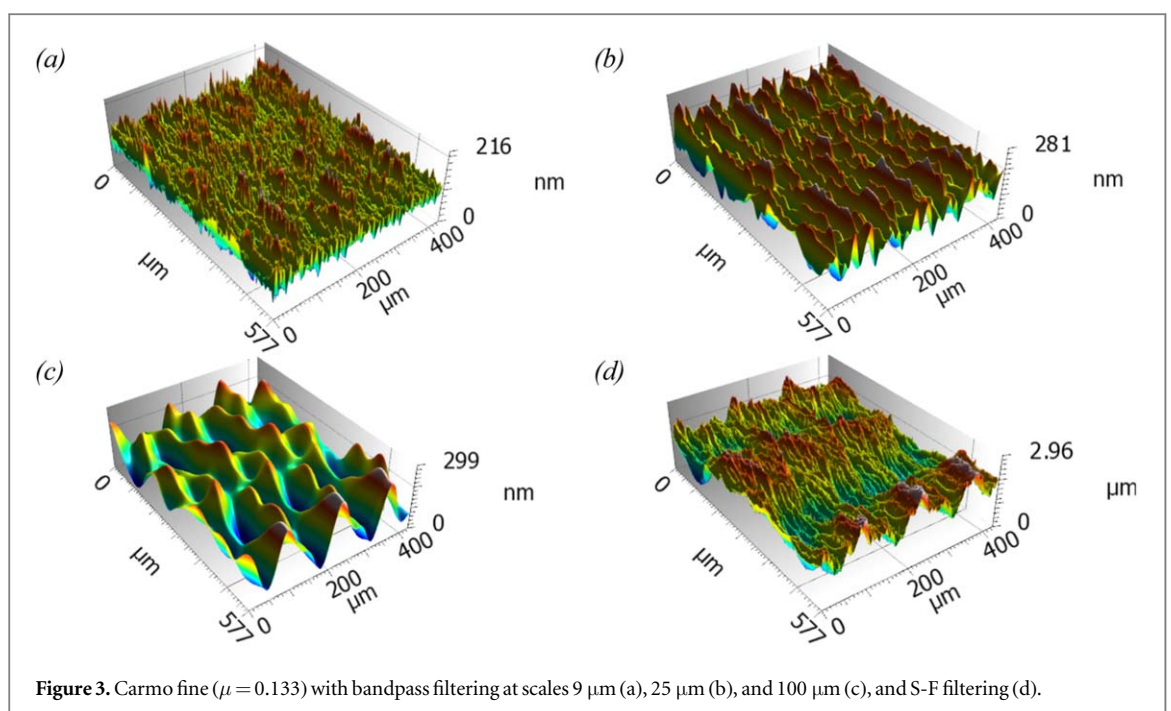 (a)
216
nm
0
0
400
μm
200
μm
577
0
(b)
281
nm
0
0
400
μm
200
μm
577
0
(c)
299
nm
0
0
400
μm
200
μm
577
0
(d)
2.96
μm
0
0
400
μm
200
μm
577
0
Figure 3. Carmo fine (μ = 0.133) with bandpass filtering at scales 9 μm (a), 25 μm (b), and 100 μm (c), and S-F filtering (d).